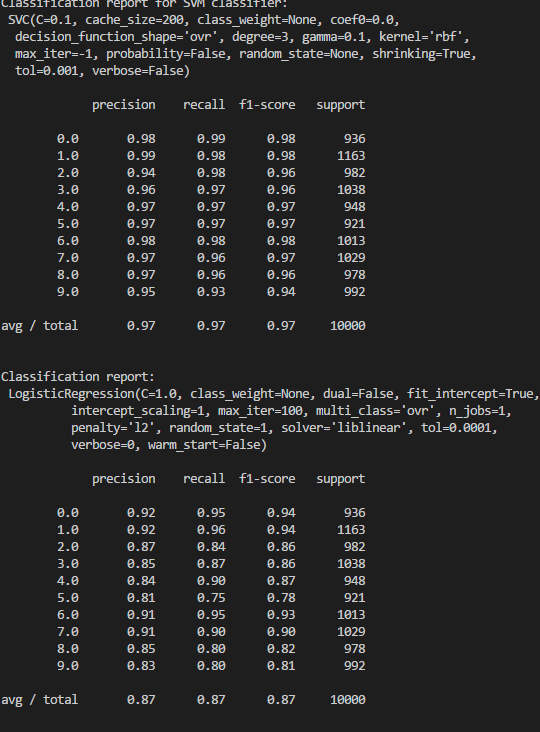 Classification report for SVM classifier:
SVC(C=0.1, cache_size=200, class_weight=None, coef0=0.0,
decision_function_shape='ovr', degree=3, gamma=0.1, kernel='rbf',
max_iter=-1, probability=False, random_state=None, shrinking=True,
tol=0.001, verbose=False)
precision recall f1-score support
0.0 0.98 0.99 0.98 936
1.0 0.99 0.98 0.98 1163
2.0 0.94 0.98 0.96 982
3.0 0.96 0.97 0.96 1038
4.0 0.97 0.97 0.97 948
5.0 0.97 0.97 0.97 921
6.0 0.98 0.98 0.98 1013
7.0 0.97 0.96 0.97 1029
8.0 0.97 0.96 0.96 978
9.0 0.95 0.93 0.94 992
avg / total 0.97 0.97 0.97 10000
Classification report:
LogisticRegression(C=1.0, class_weight=None, dual=False, fit_intercept=True,
intercept_scaling=1, max_iter=100, multi_class='ovr', n_jobs=1,
penalty='l2', random_state=1, solver='liblinear', tol=0.0001,
verbose=0, warm_start=False)
precision recall f1-score support
0.0 0.92 0.95 0.94 936
1.0 0.92 0.96 0.94 1163
2.0 0.87 0.84 0.86 982
3.0 0.85 0.87 0.86 1038
4.0 0.84 0.90 0.87 948
5.0 0.81 0.75 0.78 921
6.0 0.91 0.95 0.93 1013
7.0 0.91 0.90 0.90 1029
8.0 0.85 0.80 0.82 978
9.0 0.83 0.80 0.81 992
avg / total 0.87 0.87 0.87 10000